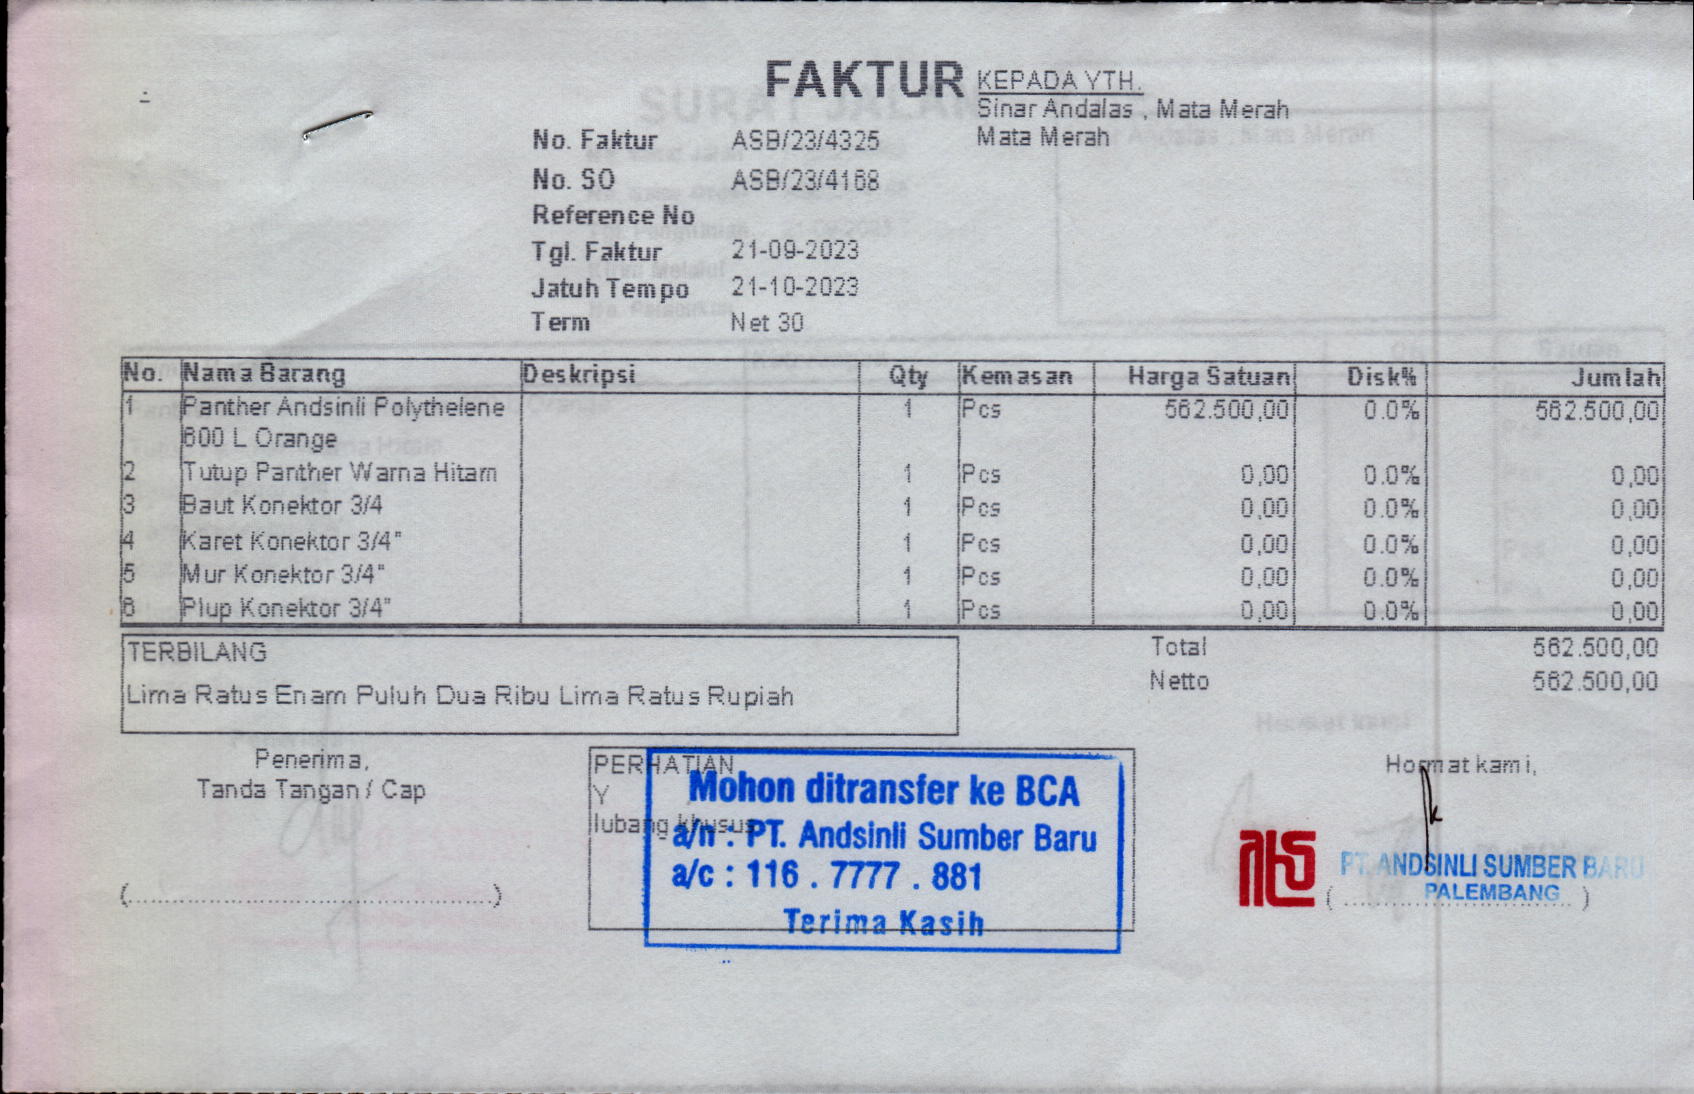 FAKTUR
KEPADA YTH.
Sinar Andalas , Mata Merah
Mata Merah
No. Faktur ASB/23/4325
No. SO ASB/23/4168
Reference No
Tgl. Faktur 21-09-2023
Jatuh Tempo 21-10-2023
Term Net 30
No. Nama Barang Deskripsi Qty Kemasan Harga Satuan Disk% Jumlah
1 Panther Andsinli Polythelene 1 Pcs 562.500,00 0.0% 562.500,00
600 L Orange
2 Tutup Panther Warna Hitam 1 Pcs 0,00 0.0% 0,00
3 Baut Konektor 3/4 1 Pcs 0,00 0.0% 0,00
4 Karet Konektor 3/4" 1 Pcs 0,00 0.0% 0,00
5 Mur Konektor 3/4" 1 Pcs 0,00 0.0% 0,00
6 Plup Konektor 3/4" 1 Pcs 0,00 0.0% 0,00
TERBILANG
Lima Ratus Enam Puluh Dua Ribu Lima Ratus Rupiah
Total 562.500,00
Netto 562.500,00
Penerima,
Tanda Tangan / Cap
(..........................................)
PERHATIAN
Y
lubang khusus
Mohon ditransfer ke BCA
a/n : PT. Andsinli Sumber Baru
a/c : 116 . 7777 . 881
Terima Kasih
Hormat kami,
PT. ANDSINLI SUMBER BARU
PALEMBANG
(..........................)